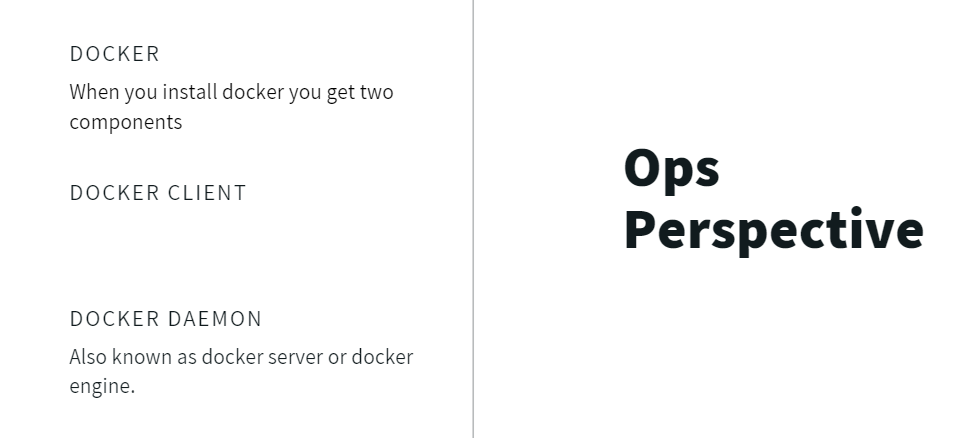 DOCKER
When you install docker you get two
components
DOCKER CLIENT
DOCKER DAEMON
Also known as docker server or docker
engine.
Ops
Perspective